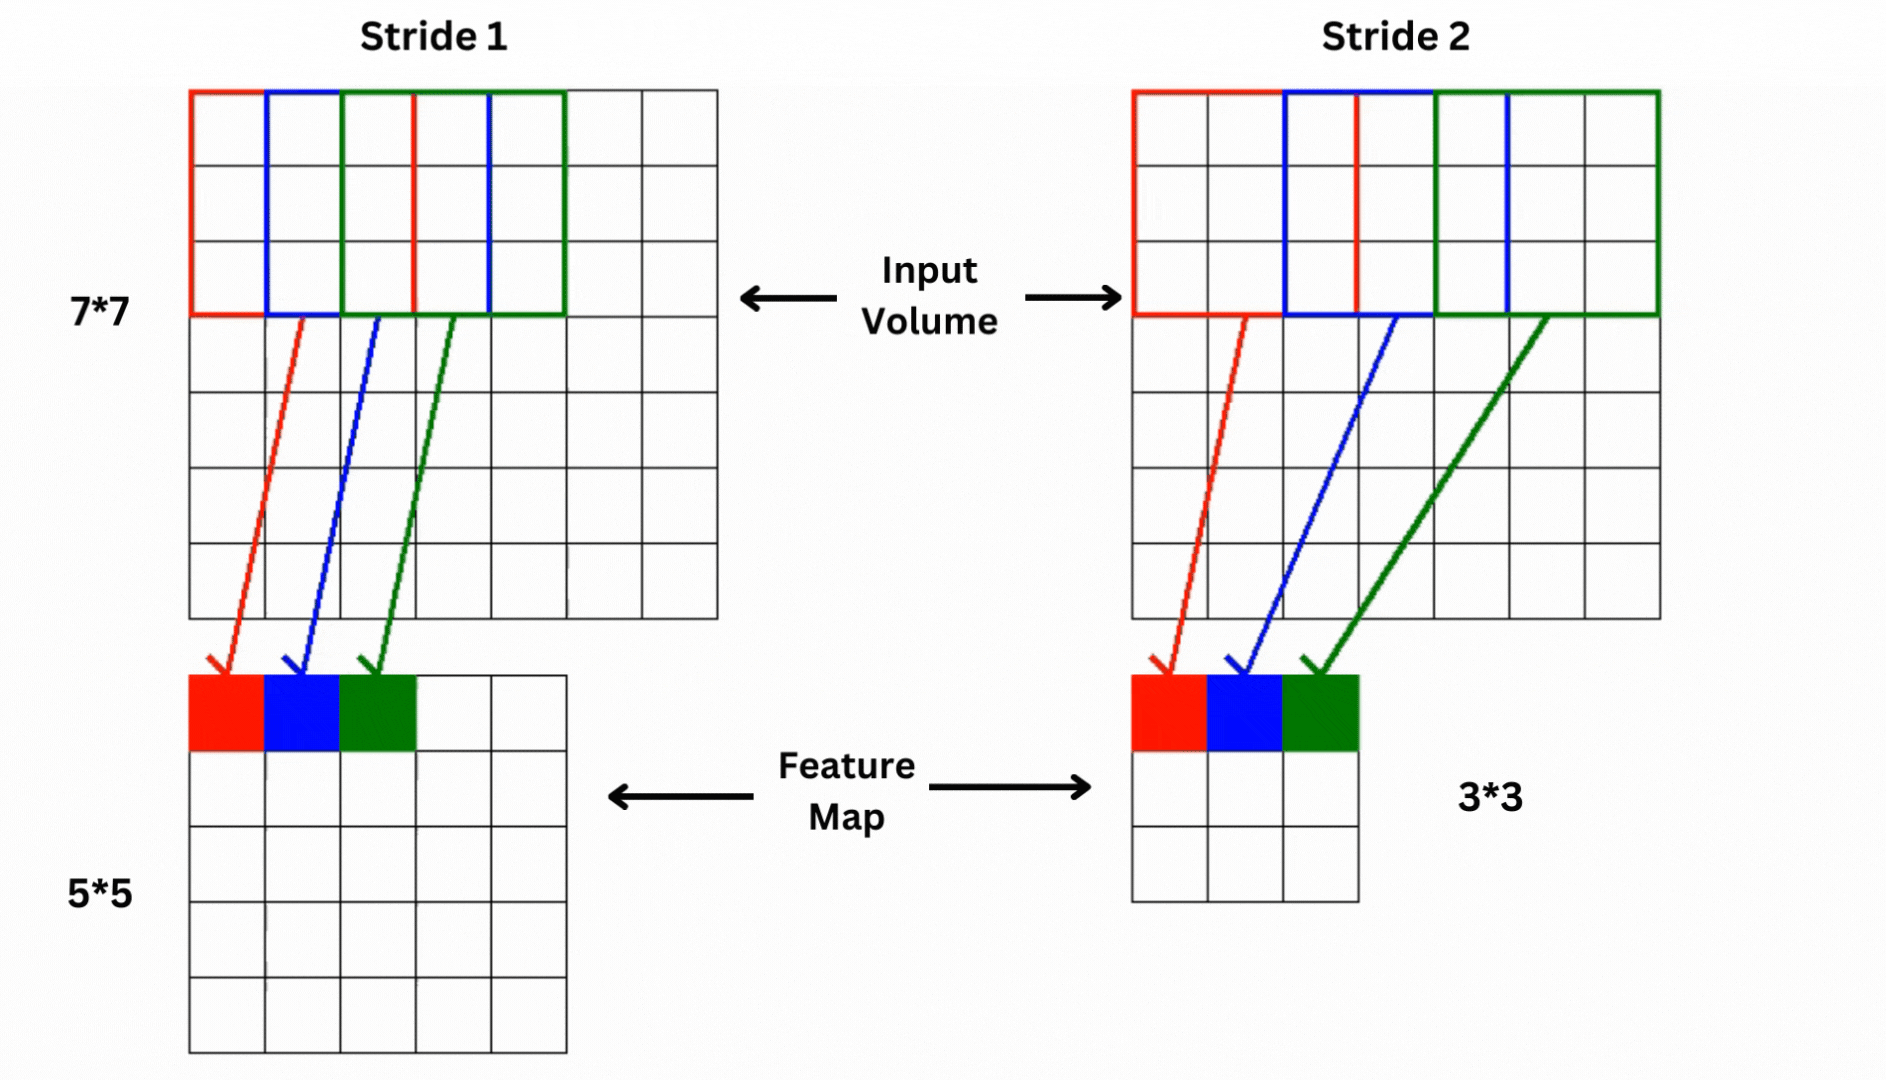 Stride 1
Stride 2
7*7
Input
Volume
Feature
Map
3*3
5*5